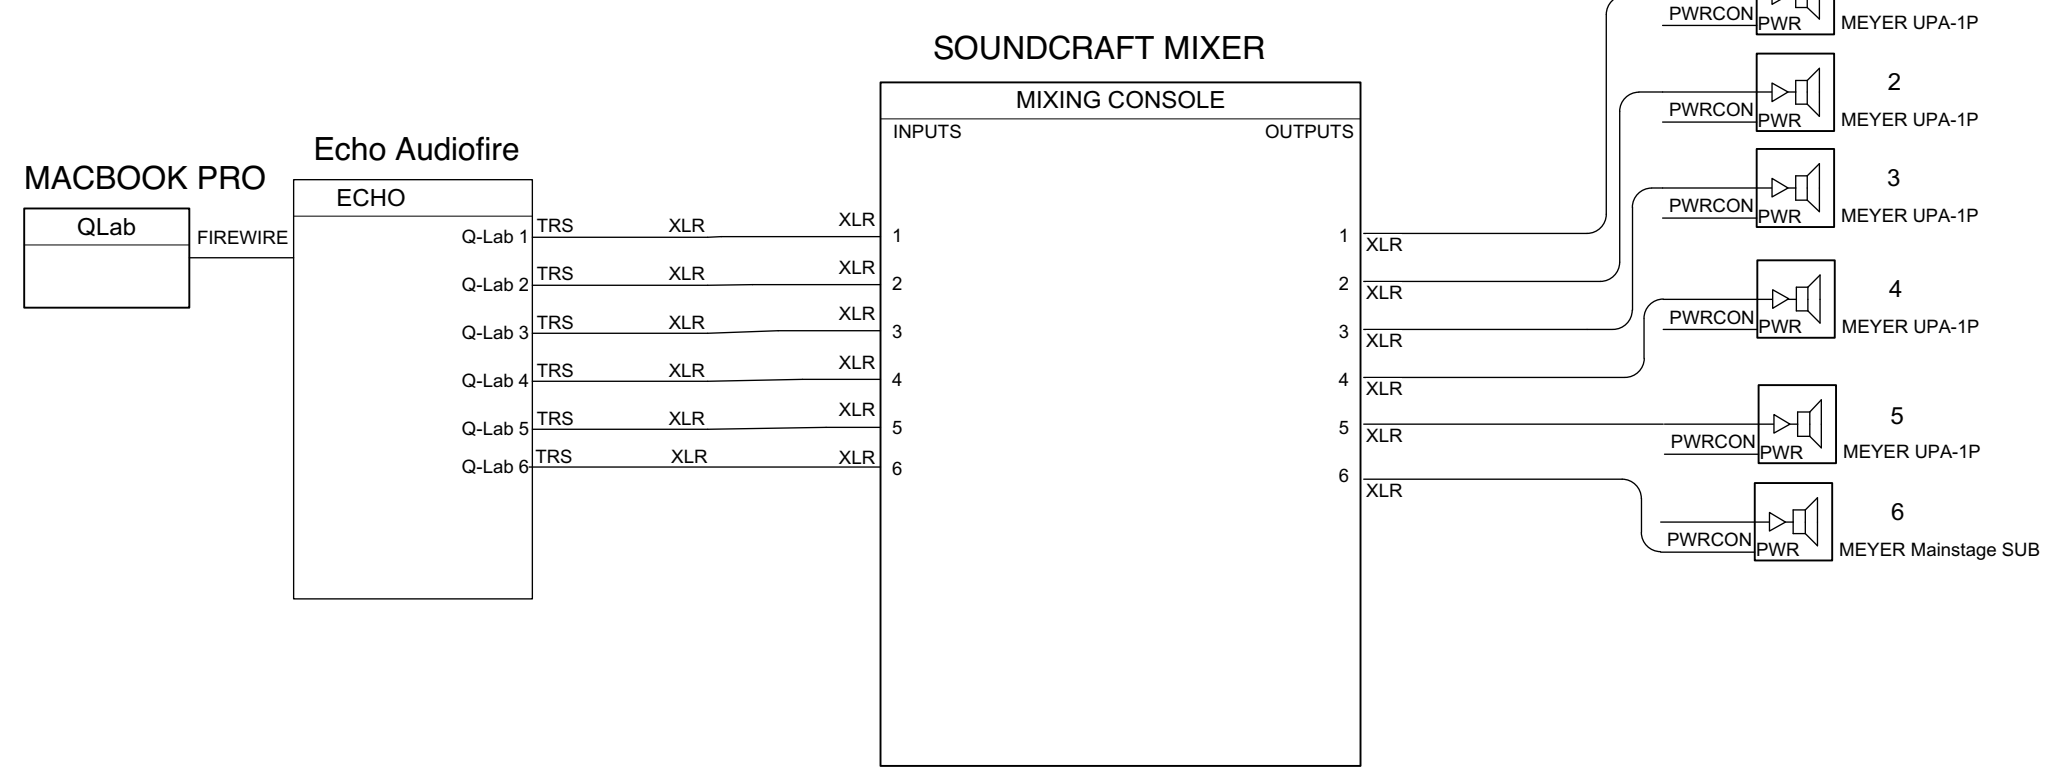 PWRCON
PWR
MEYER UPA-1P
SOUNDCRAFT MIXER
MIXING CONSOLE
INPUTS
OUTPUTS
2
PWRCON
PWR
MEYER UPA-1P
Echo Audiofire
ECHO
MACBOOK PRO
QLab
FIREWIRE
3
PWRCON
PWR
MEYER UPA-1P
Q-Lab 1
TRS
XLR
XLR
1
1
XLR
Q-Lab 2
TRS
XLR
XLR
2
2
XLR
4
PWRCON
PWR
MEYER UPA-1P
Q-Lab 3
TRS
XLR
XLR
3
3
XLR
Q-Lab 4
TRS
XLR
XLR
4
4
XLR
Q-Lab 5
TRS
XLR
XLR
5
5
XLR
5
PWRCON
PWR
MEYER UPA-1P
Q-Lab 6
TRS
XLR
XLR
6
6
XLR
6
PWRCON
PWR
MEYER Mainstage SUB